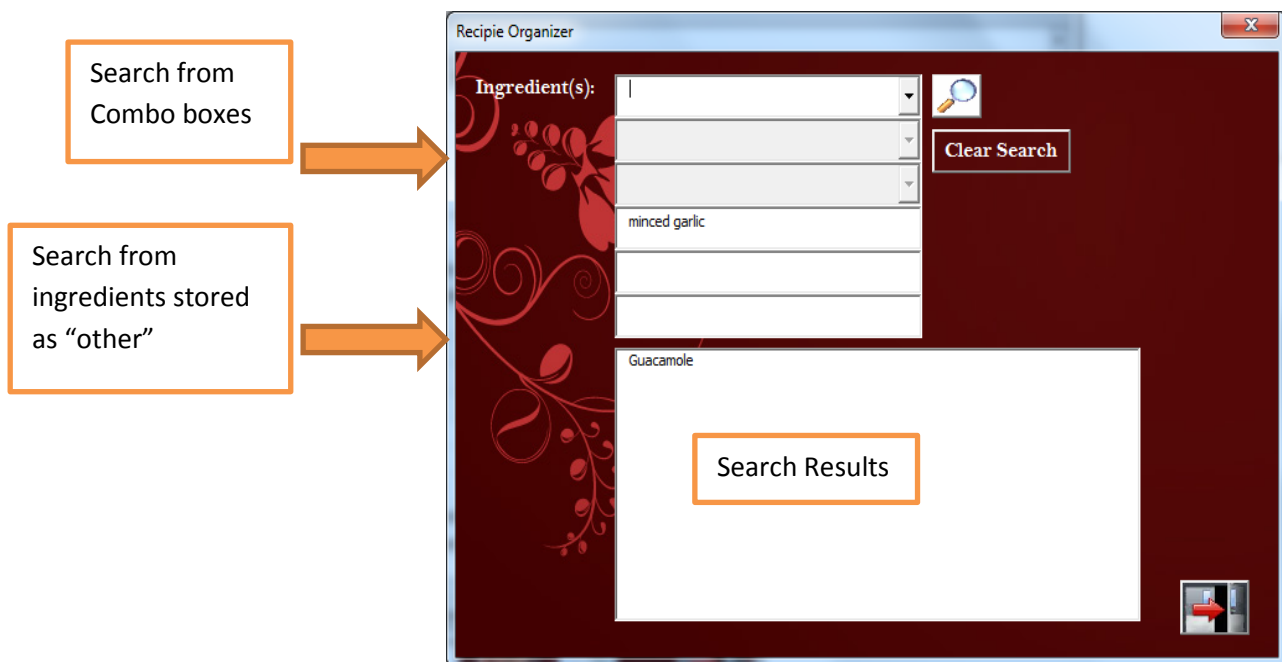 Recipie Organizer
X
Search from
Combo boxes
Ingredient(s):
Clear Search
minced garlic
Search from
ingredients stored
as “other”
Guacamole
Search Results